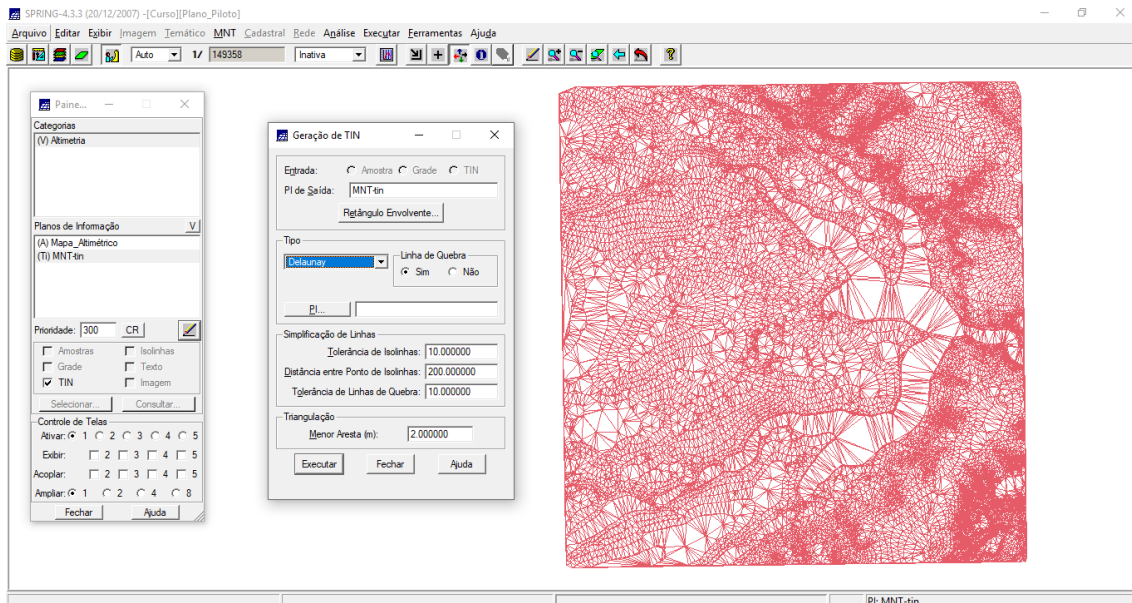 SPRING-4.3.3 (20/12/2007) -[Curso][Plano_Piloto]
Arquivo Editar Exibir Imagem Temático MNT Cadastral Rede Análise Executar Ferramentas Ajuda
Auto 1/ 149358 Inativa
Paine...
Categorias
(V) Altimetria
Planos de Informação V
(A) Mapa_Altimétrico
(Ti) MNT-tin
Prioridade: 300 CR
Amostras Isolinhas
Grade Texto
TIN Imagem
Selecionar... Consultar...
Controle de Telas
Ativar: 1 2 3 4 5
Exibir: 2 3 4 5
Acoplar: 2 3 4 5
Ampliar: 1 2 4 8
Fechar Ajuda
Geração de TIN
Entrada: Amostra Grade TIN
PI de Saída: MNT-tin
Retângulo Envolvente...
Tipo
Delaunay
Linha de Quebra
Sim Não
PI...
Simplificação de Linhas
Tolerância de Isolinhas: 10.000000
Distância entre Ponto de Isolinhas: 200.000000
Tolerância de Linhas de Quebra: 10.000000
Triangulação
Menor Aresta (m): 2.000000
Executar Fechar Ajuda
PI: MNT-tin